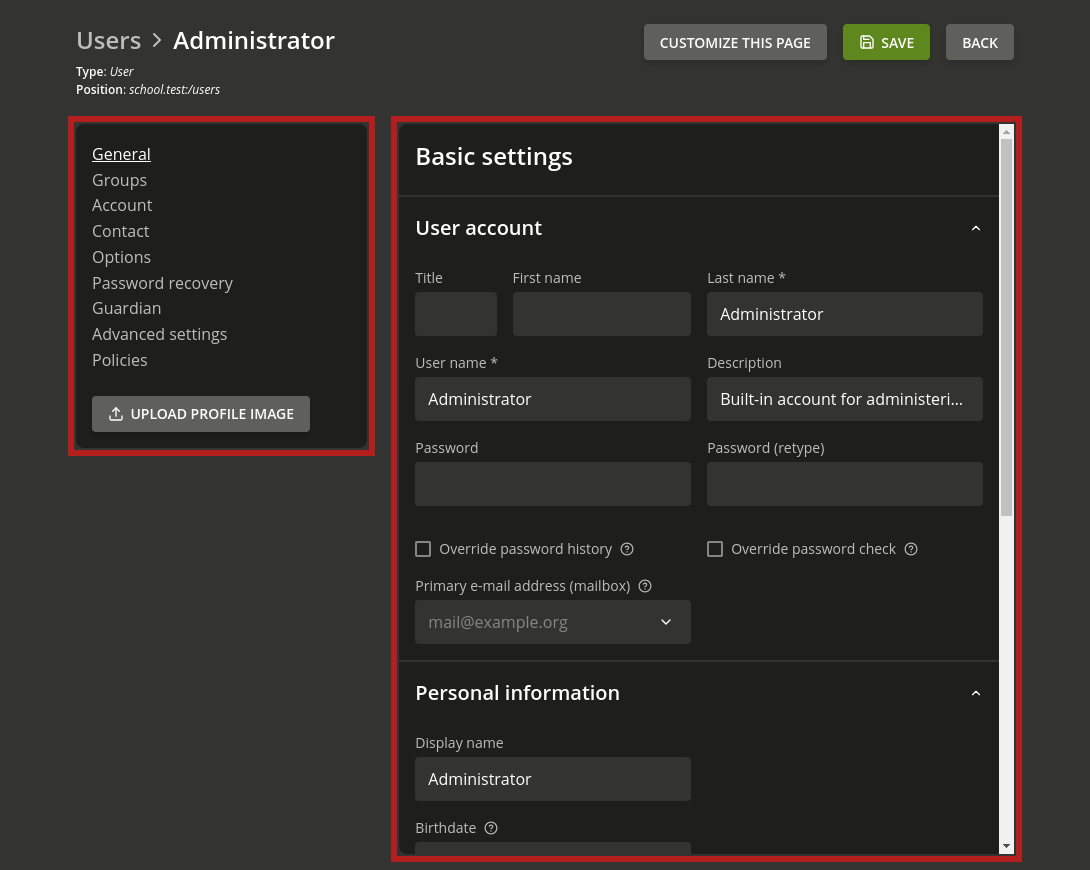 Users > Administrator
CUSTOMIZE THIS PAGE
SAVE
BACK
Type: User
Position: school.test:/users
General
Groups
Account
Contact
Options
Password recovery
Guardian
Advanced settings
Policies
UPLOAD PROFILE IMAGE
Basic settings
User account
Title First name Last name *
Administrator
User name * Description
Administrator Built-in account for administeri...
Password Password (retype)
Override password history Override password check
Primary e-mail address (mailbox)
mail@example.org
Personal information
Display name
Administrator
Birthdate